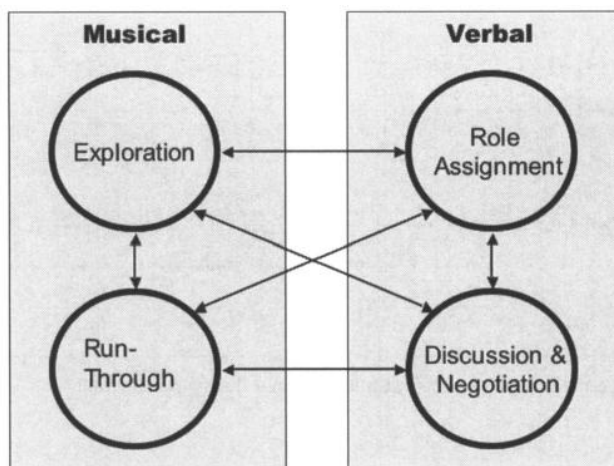 Musical
Verbal
Exploration
Role
Assignment
Run-
Through
Discussion &
Negotiation